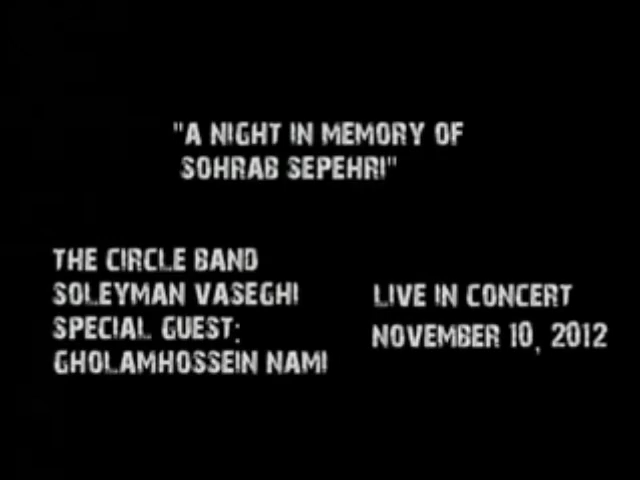 "A NIGHT IN MEMORY OF
SOHRAB SEPEHRI"
THE CIRCLE BAND
SOLEYMAN VASEGHI
SPECIAL GUEST:
GHOLAMHOSSEIN NAMI
LIVE IN CONCERT
NOVEMBER 10, 2012